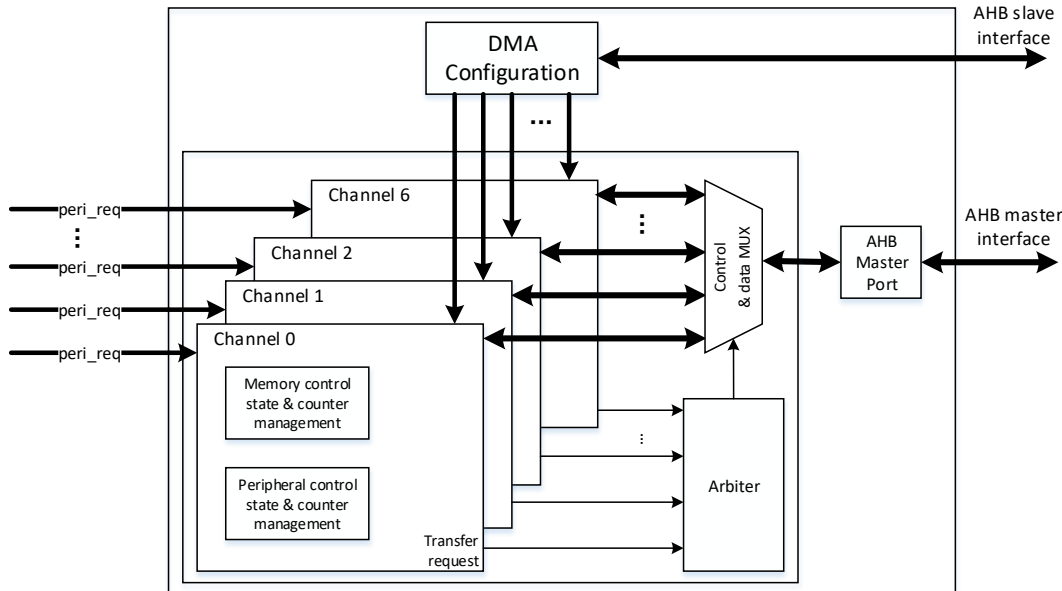 AHB slave
interface
DMA
Configuration
...
Channel 6
peri_req
...
...
AHB master
interface
Channel 2
peri_req
Control
& data MUX
AHB
Master
Port
Channel 1
peri_req
Channel 0
peri_req
Memory control
state & counter
management
...
Peripheral control
state & counter
management
Arbiter
Transfer
request